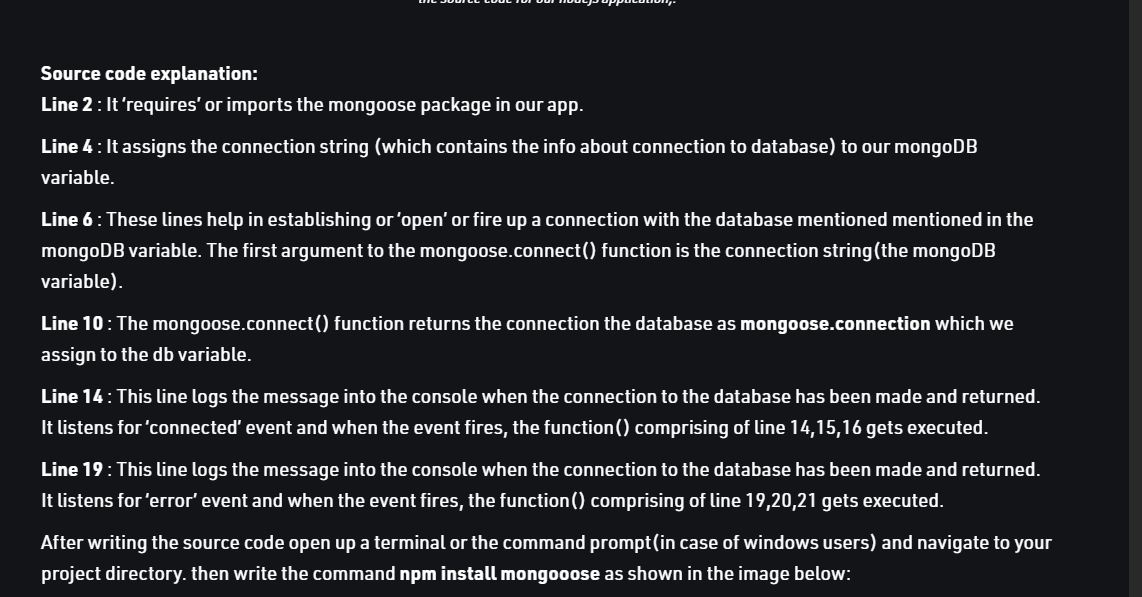 the source code for our nodejs application,.
Source code explanation:
Line 2 : It ‘requires’ or imports the mongoose package in our app.
Line 4 : It assigns the connection string (which contains the info about connection to database) to our mongoDB
variable.
Line 6 : These lines help in establishing or ‘open’ or fire up a connection with the database mentioned mentioned in the
mongoDB variable. The first argument to the mongoose.connect() function is the connection string(the mongoDB
variable).
Line 10 : The mongoose.connect() function returns the connection the database as mongoose.connection which we
assign to the db variable.
Line 14 : This line logs the message into the console when the connection to the database has been made and returned.
It listens for ‘connected’ event and when the event fires, the function() comprising of line 14,15,16 gets executed.
Line 19 : This line logs the message into the console when the connection to the database has been made and returned.
It listens for ‘error’ event and when the event fires, the function() comprising of line 19,20,21 gets executed.
After writing the source code open up a terminal or the command prompt(in case of windows users) and navigate to your
project directory. then write the command npm install mongooose as shown in the image below: